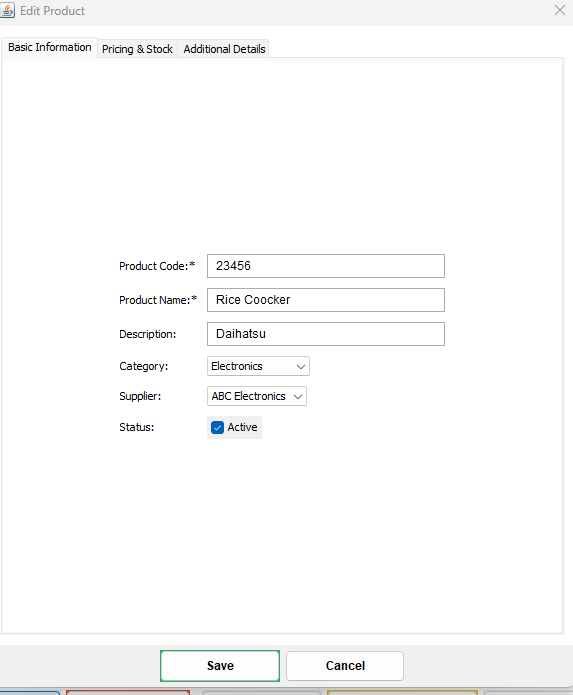 Edit Product
Basic Information Pricing & Stock Additional Details
Product Code:* 23456
Product Name:* Rice Coocker
Description: Daihatsu
Category: Electronics
Supplier: ABC Electronics
Status: Active
Save Cancel